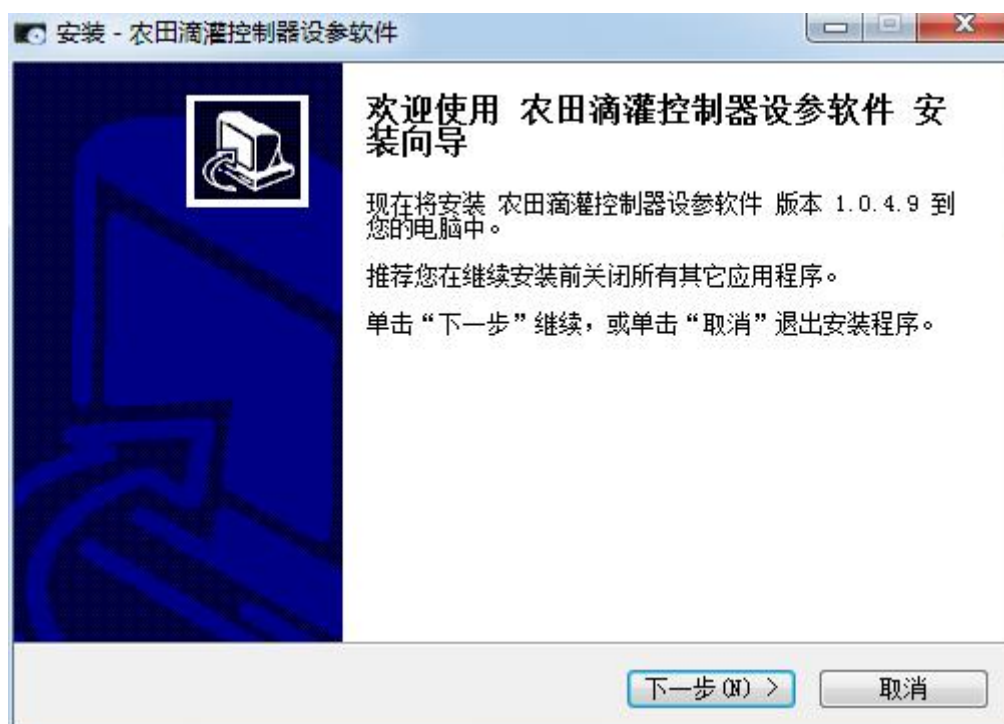 安装 - 农田滴灌控制器设参软件
欢迎使用 农田滴灌控制器设参软件 安
装向导
现在将安装 农田滴灌控制器设参软件 版本 1.0.4.9 到
您的电脑中。
推荐您在继续安装前关闭所有其它应用程序。
单击“下一步”继续，或单击“取消”退出安装程序。
下一步(N) >
取消